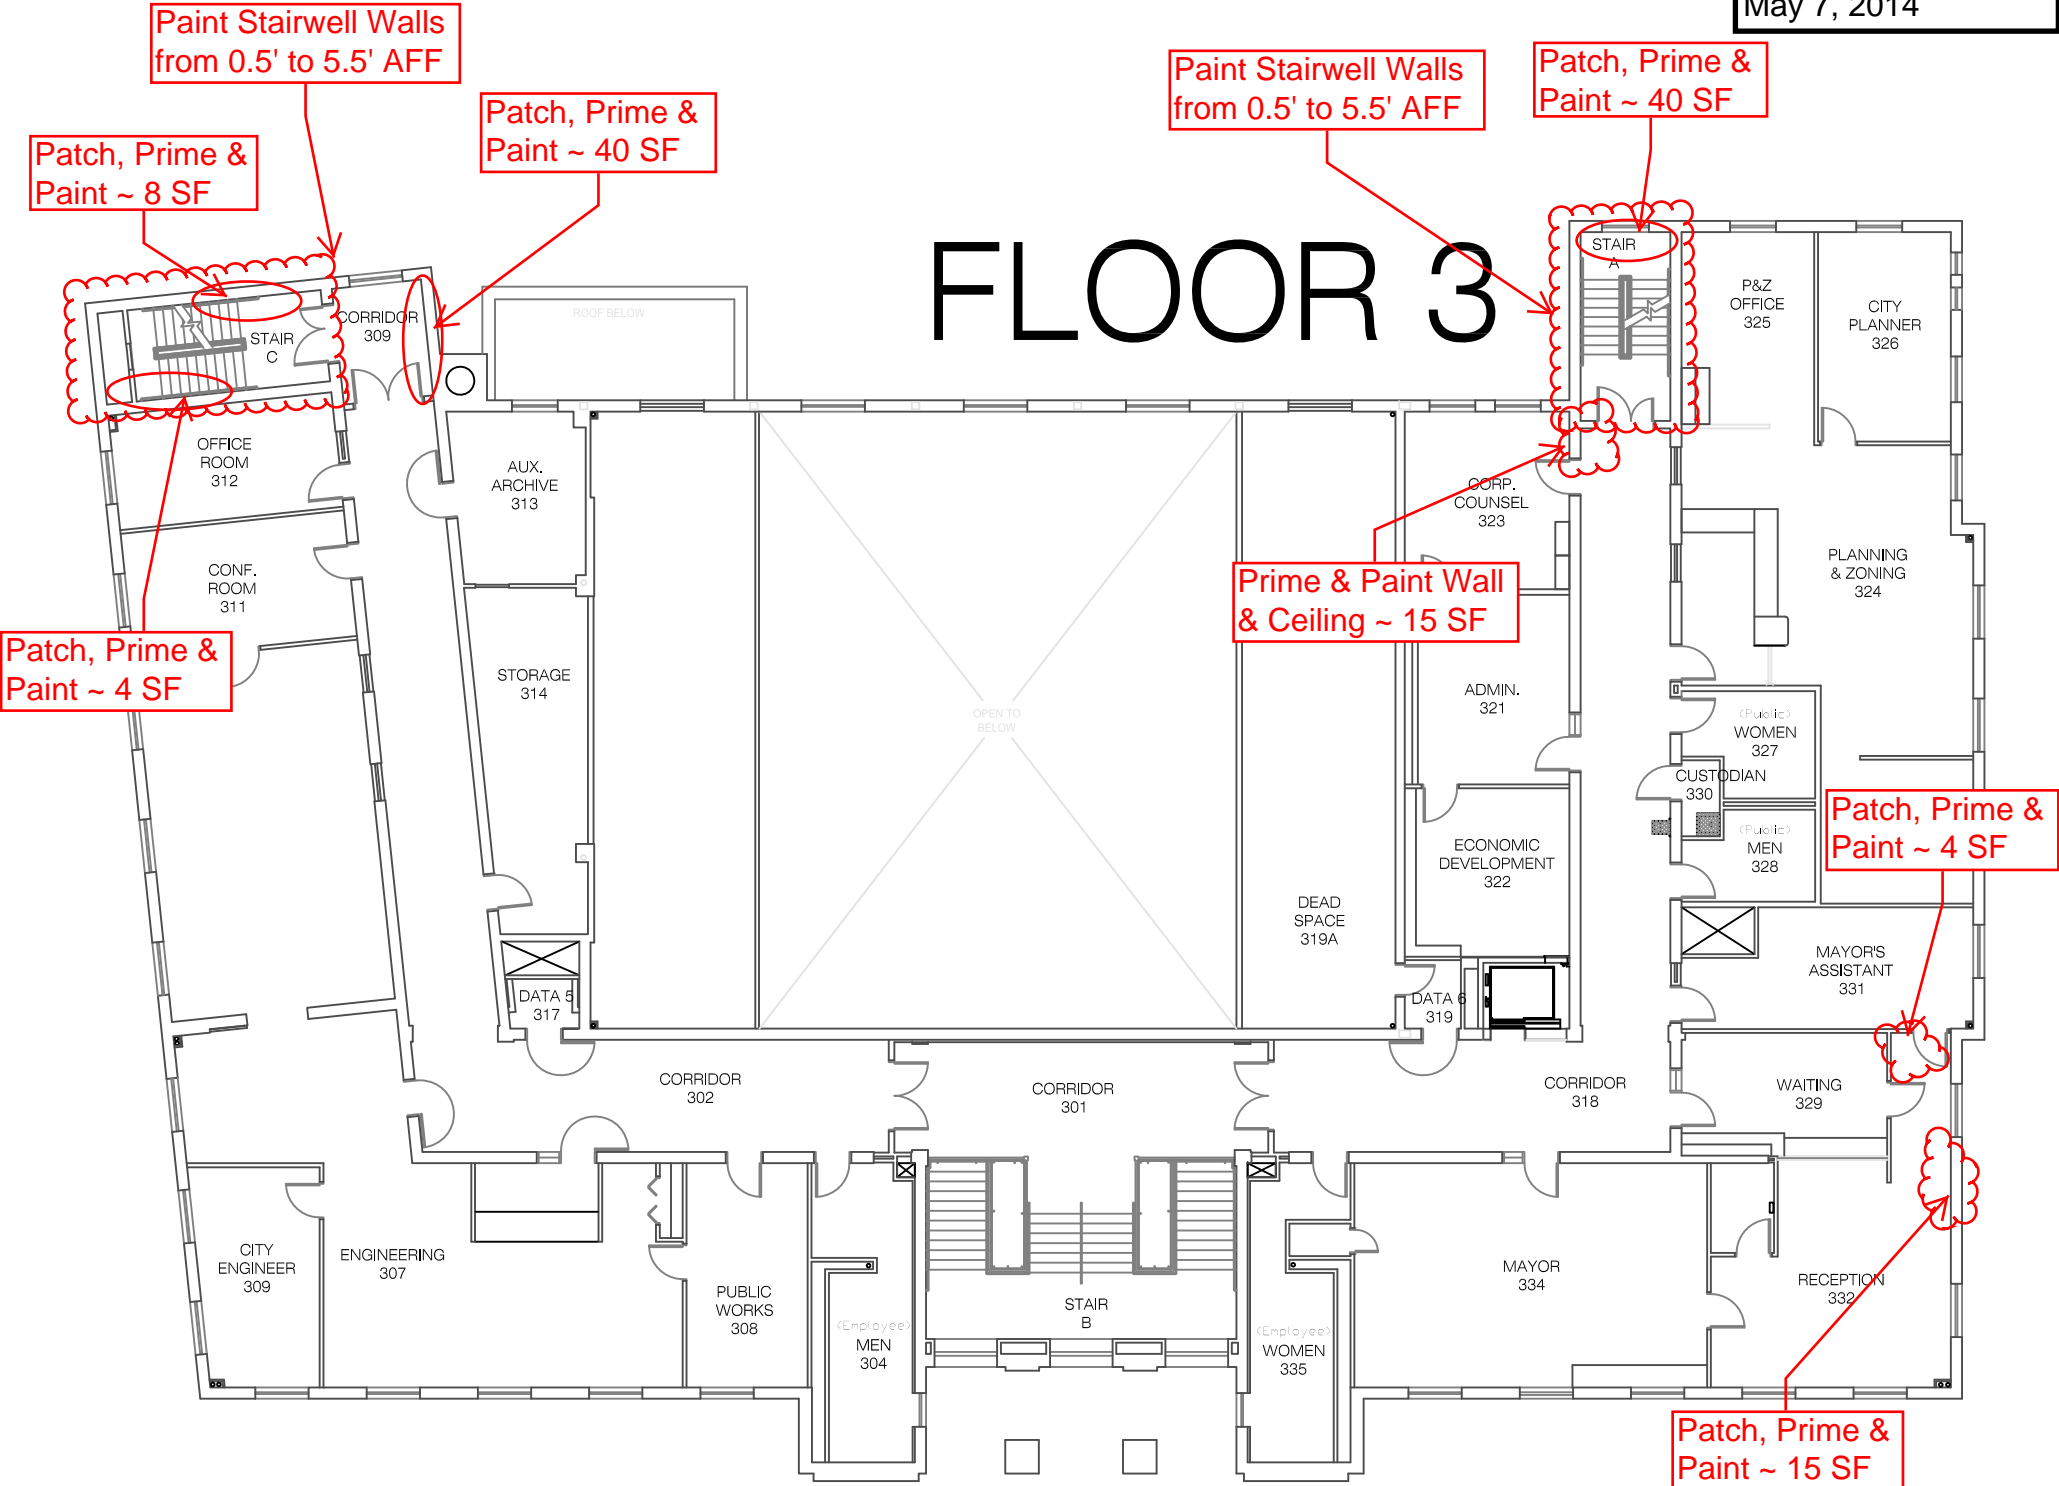 May 7, 2014
Paint Stairwell Walls
from 0.5' to 5.5' AFF
Patch, Prime &
Paint ~ 40 SF
Patch, Prime &
Paint ~ 8 SF
Paint Stairwell Walls
from 0.5' to 5.5' AFF
Patch, Prime &
Paint ~ 40 SF
FLOOR 3
STAIR
A
P&Z
OFFICE
325
CITY
PLANNER
326
ROOF BELOW
CORRIDOR
309
STAIR
C
OFFICE
ROOM
312
AUX.
ARCHIVE
313
CORP.
COUNSEL
323
CONF.
ROOM
311
PLANNING
& ZONING
324
Prime & Paint Wall
& Ceiling ~ 15 SF
Patch, Prime &
Paint ~ 4 SF
STORAGE
314
OPEN TO
BELOW
ADMIN.
321
(Public)
WOMEN
327
CUSTODIAN
330
(Public)
MEN
328
Patch, Prime &
Paint ~ 4 SF
ECONOMIC
DEVELOPMENT
322
DEAD
SPACE
319A
MAYOR'S
ASSISTANT
331
DATA 5
317
DATA 6
319
CORRIDOR
302
CORRIDOR
301
CORRIDOR
318
WAITING
329
CITY
ENGINEER
309
ENGINEERING
307
PUBLIC
WORKS
308
(Employee)
MEN
304
STAIR
B
(Employee)
WOMEN
335
MAYOR
334
RECEPTION
332
Patch, Prime &
Paint ~ 15 SF